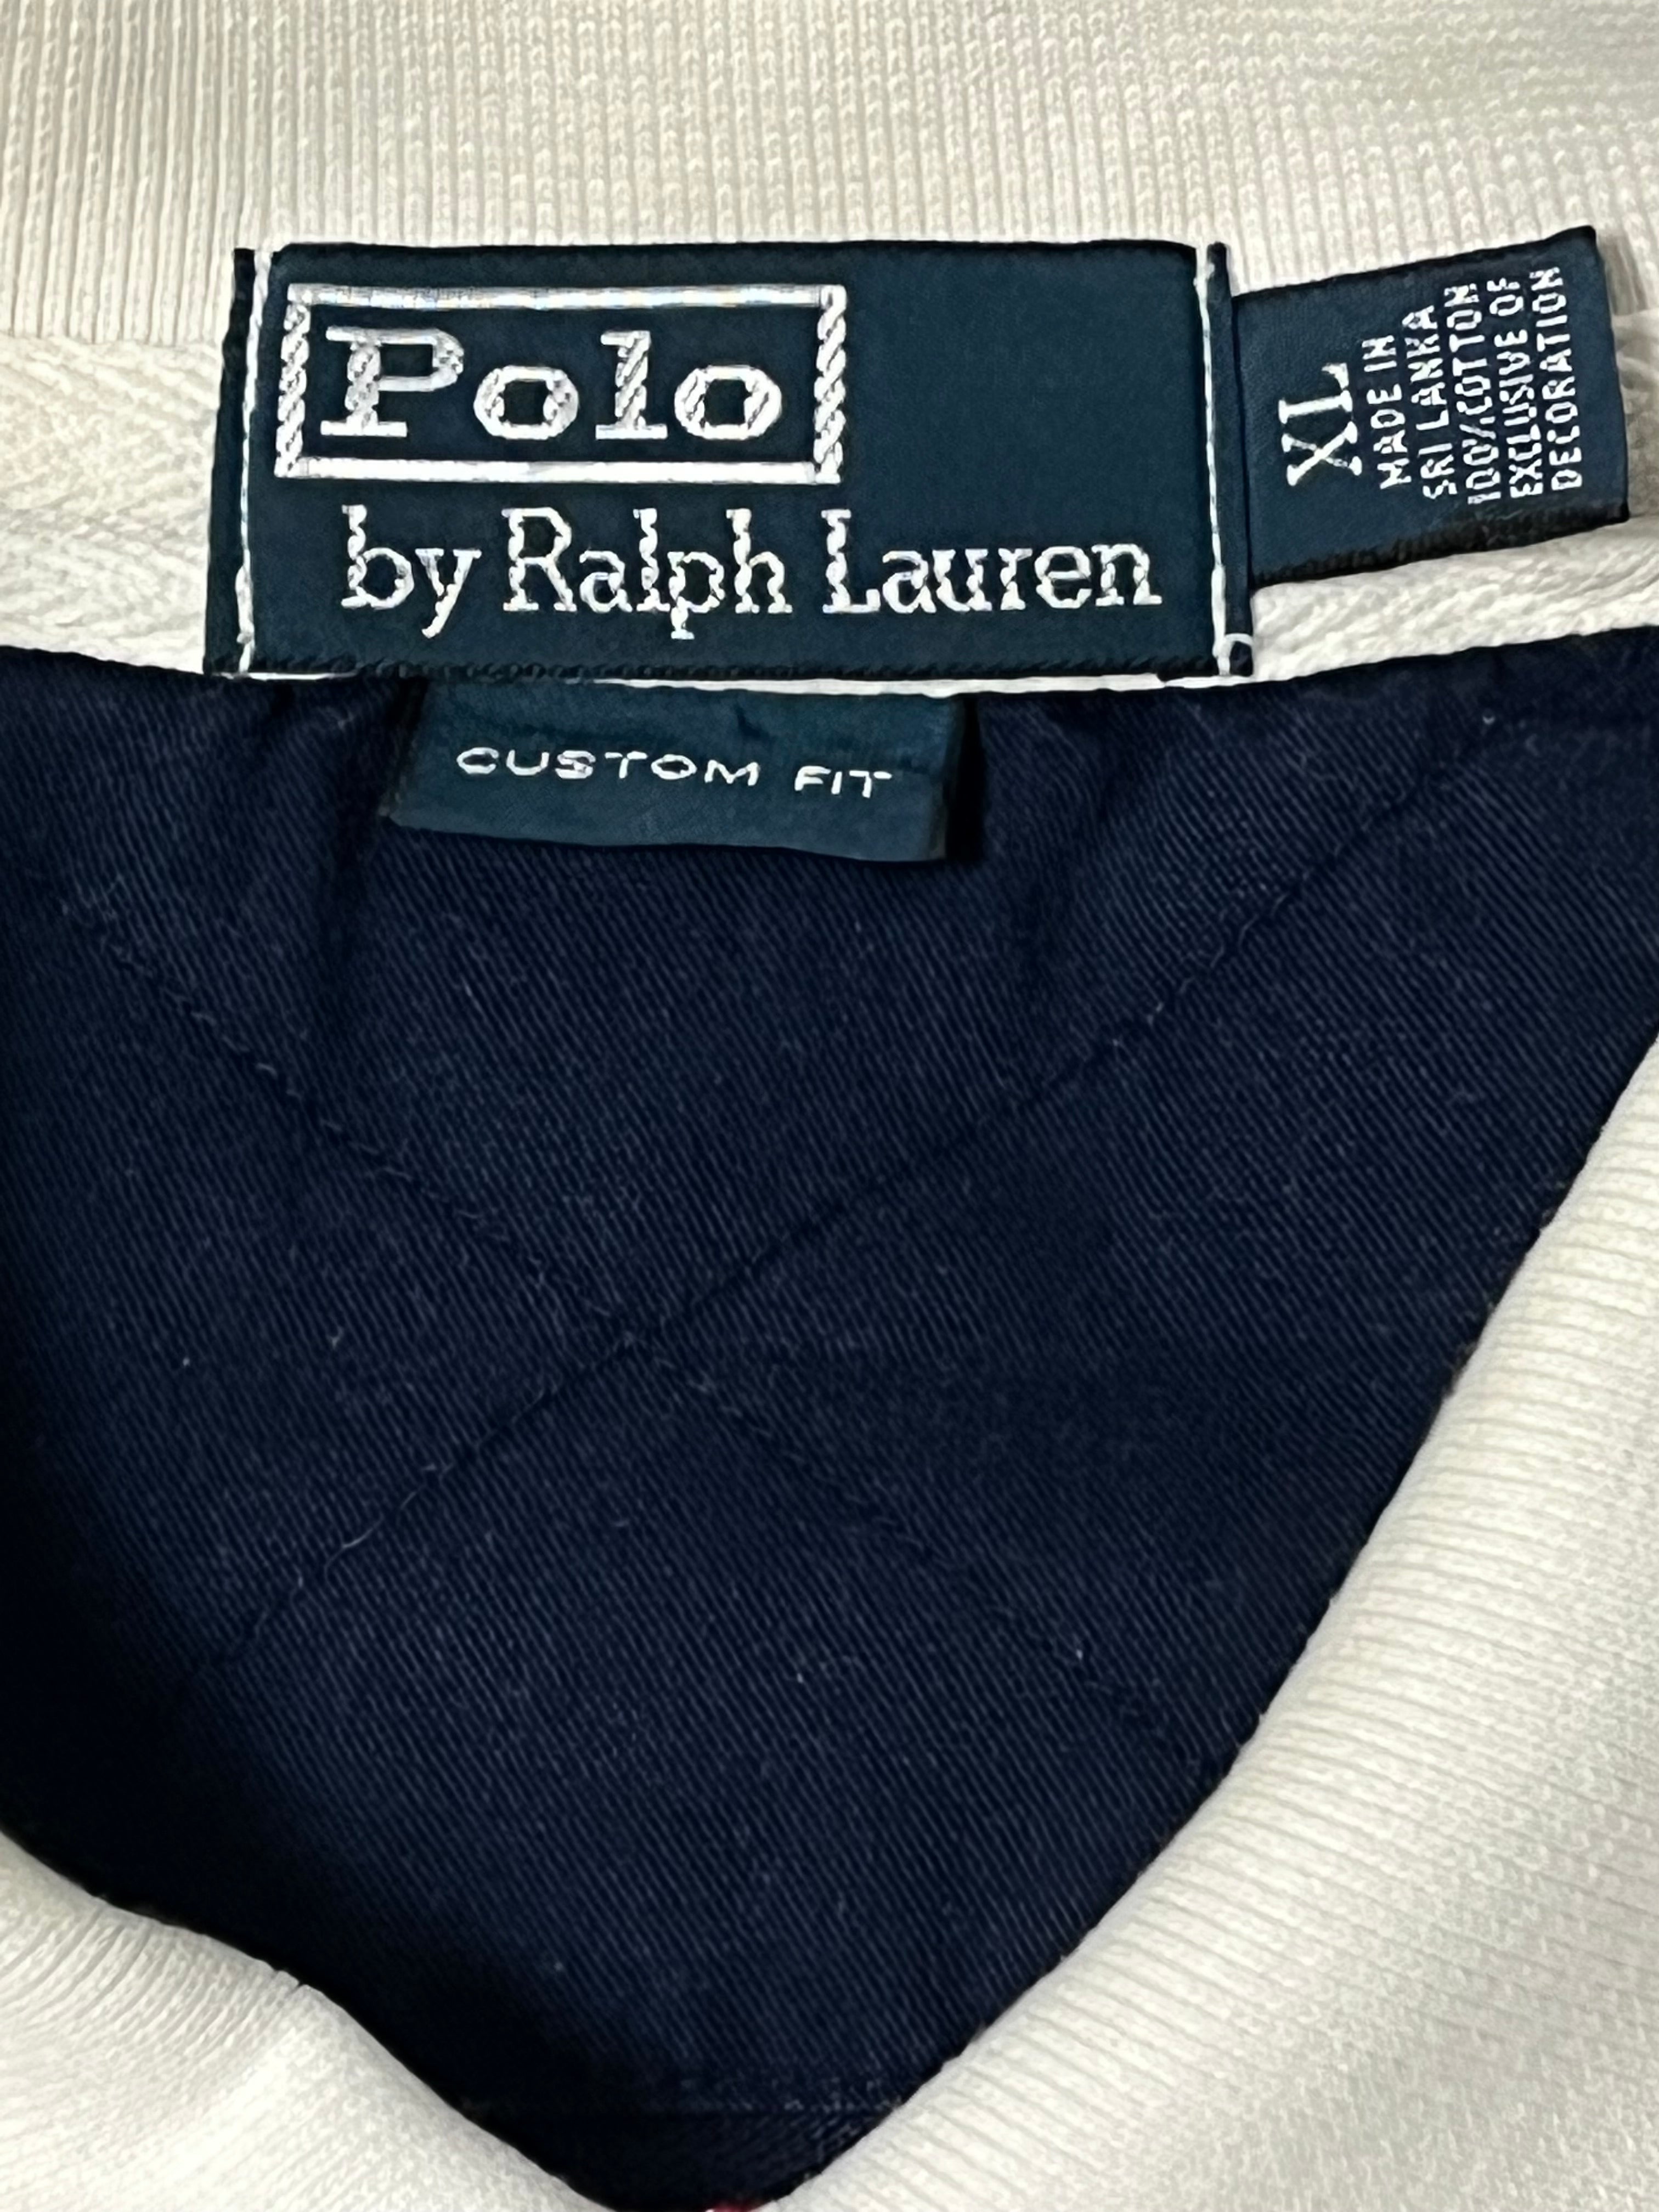 Polo
by Ralph Lauren
CUSTOM FIT
XL
MADE IN
SRI LANKA
100%COTTON
EXCLUSIVE OF
DECORATION